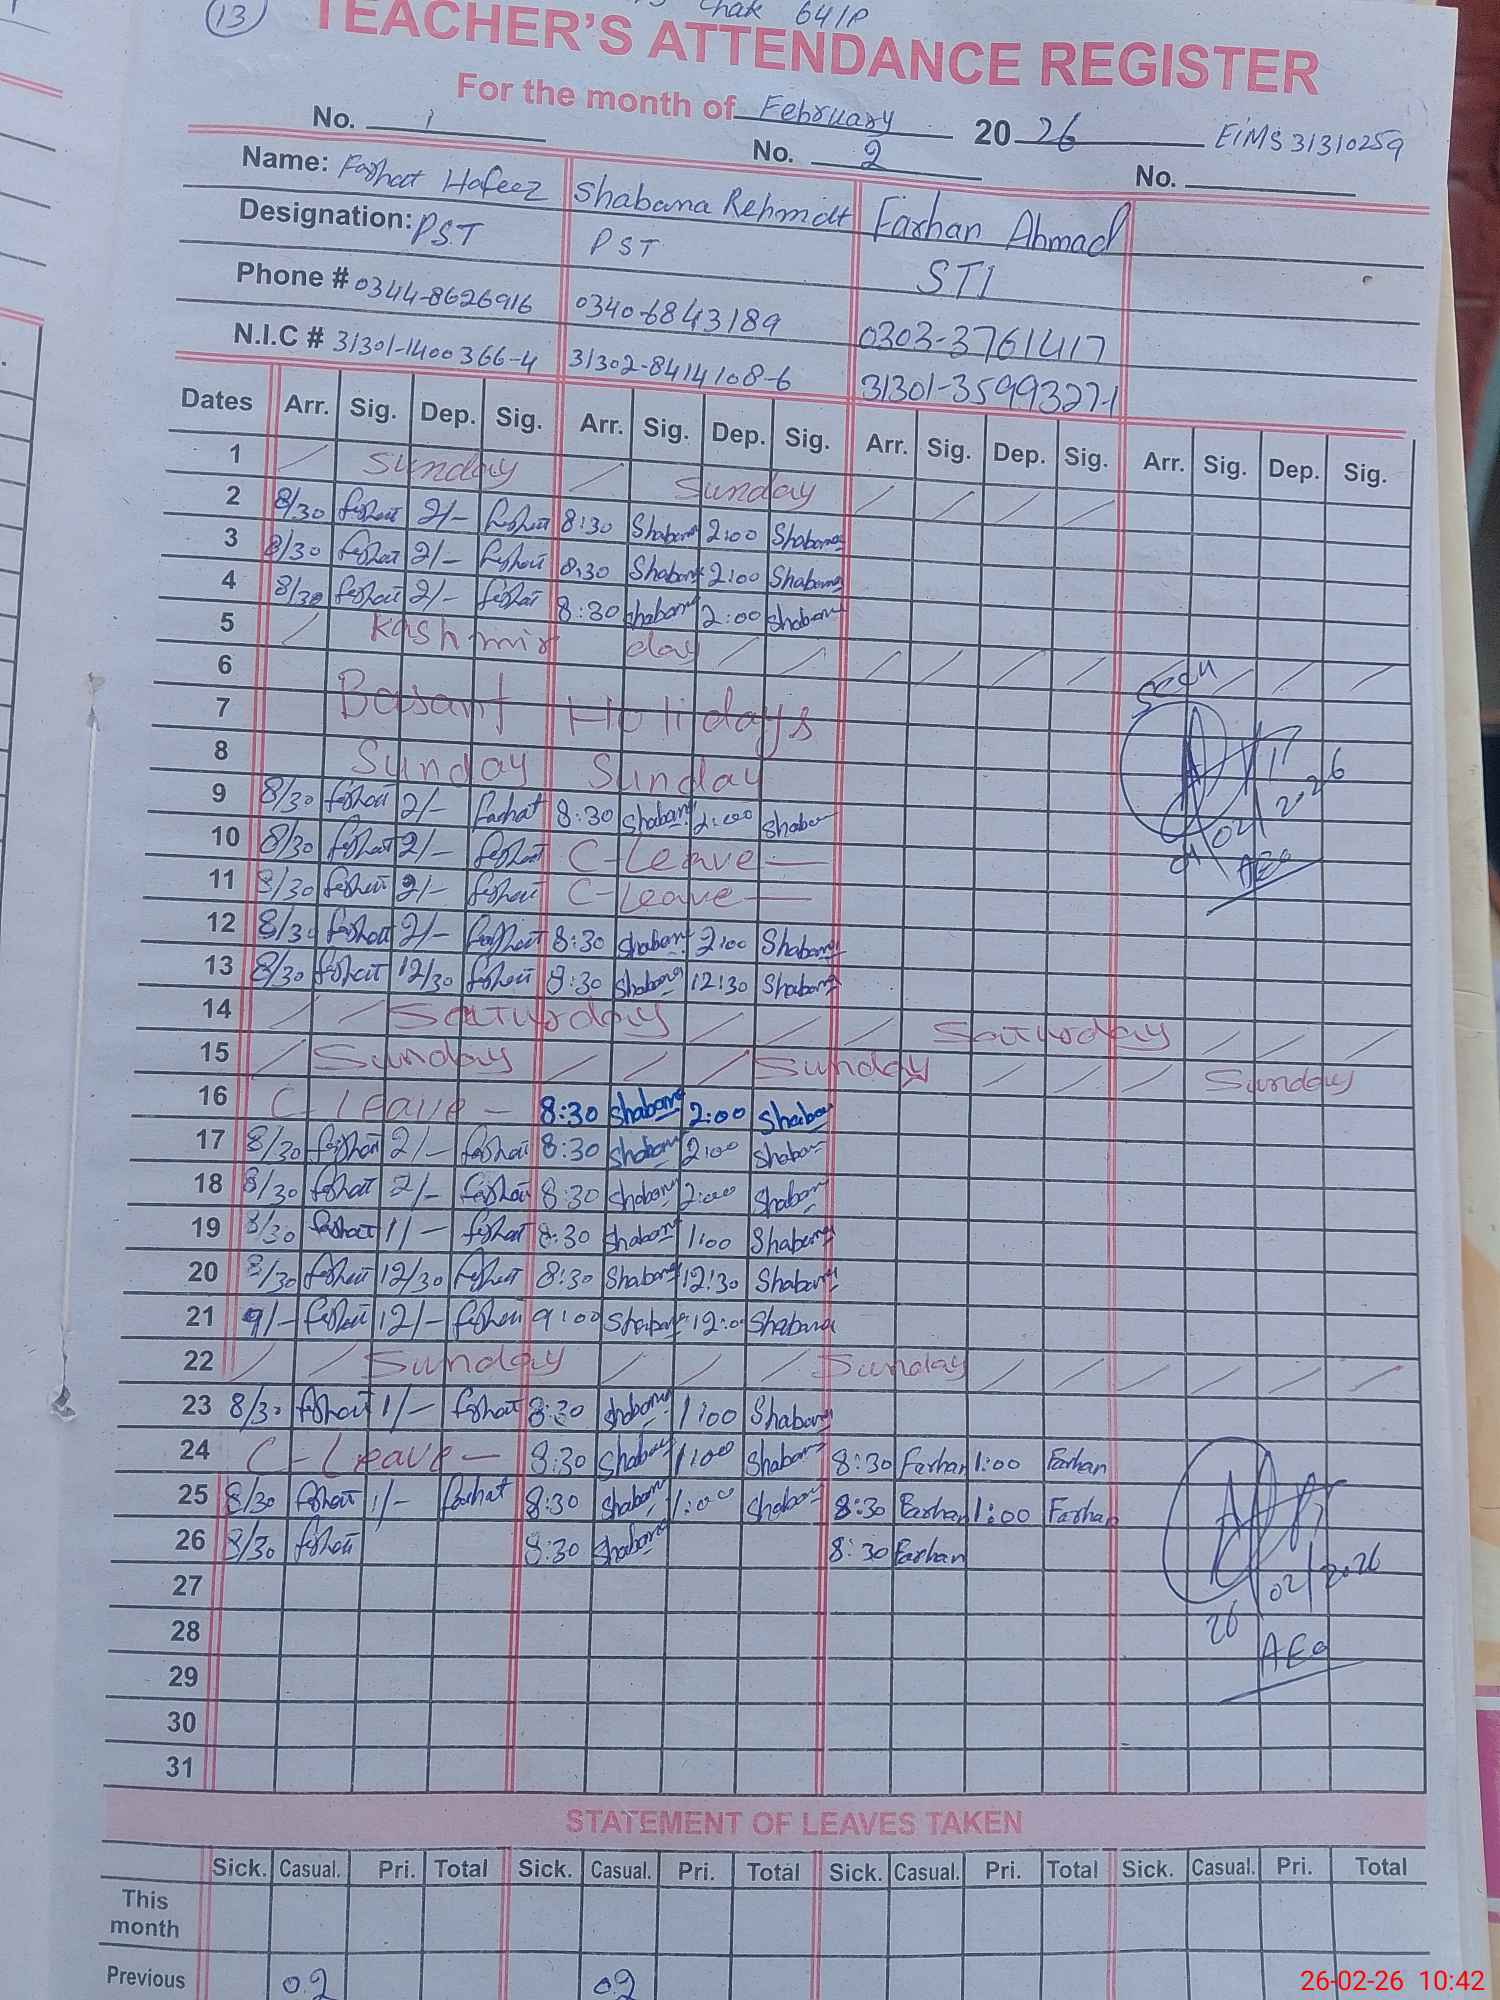 13 Chak 64/P
TEACHER'S ATTENDANCE REGISTER
For the month of February 2026 EIMS 31310259
No. 1 No. 2 No.
Name: Farhat Hafeez Shabana Rehmat Farhan Ahmad
Designation: PST PST STI
Phone # 0344-8626916 0340-6843189 0303-3761417
N.I.C # 31301-1400366-4 31302-8414108-6 31301-3599327-1
Dates Arr. Sig. Dep. Sig. Arr. Sig. Dep. Sig. Arr. Sig. Dep. Sig. Arr. Sig. Dep. Sig.
1 / Sunday / Sunday / / / /
2 8/30 Farhat 2/- Farhat 8:30 Shabana 2:00 Shabana
3 8/30 Farhat 2/- Farhat 8:30 Shabana 2:00 Shabana
4 8/30 Farhat 2/- Farhat 8:30 Shabana 2:00 Shabana
5 / Kashmir day / / / / / / / / /
6 Seen
7 Basant Holidays
8 Sunday Sunday
9 8/30 Farhat 2/- Farhat 8:30 Shabana 2:00 Shaban
10 8/30 Farhat 2/- Farhat C-Leave — 02/2026
11 8/30 Farhat 2/- Farhat C-Leave — AEO
12 8/30 Farhat 2/- Farhat 8:30 Shabana 2:00 Shabana
13 8/30 Farhat 12/30 Farhat 8:30 Shabana 12:30 Shabana
14 / / Saturday / / / Saturday / / /
15 / Sunday / / / Sunday / / / Sunday
16 C-Leave - 8:30 Shabana 2:00 Shaba
17 8/30 Farhat 2/- Farhat 8:30 Shabana 2:00 Shaban
18 8/30 Farhat 2/- Farhat 8:30 Shabana 2:00 Shaban
19 8/30 Farhat 1/- Farhat 8:30 Shabana 1:00 Shabana
20 8/30 Farhat 12/30 Farhat 8:30 Shabana 12:30 Shabana
21 9/- Farhat 12/- Farhat 9:00 Shabana 12:0 Shabana
22 / / Sunday / / / Sunday / / / / / /
23 8/30 Farhat 1/- Farhat 8:30 Shabana 1:00 Shabana
24 C-Leave - 8:30 Shabana 1:00 Shabana 8:30 Farhan 1:00 Farhan
25 8/30 Farhat 1/- Farhat 8:30 Shabana 1:00 Shabana 8:30 Farhan 1:00 Farhan
26 8/30 Farhat 8:30 Shabana 8:30 Farhan
27 26/02/2026
28 AEO
29
30
31
STATEMENT OF LEAVES TAKEN
Sick. Casual. Pri. Total Sick. Casual. Pri. Total Sick. Casual. Pri. Total Sick. Casual. Pri. Total
This
month
Previous 02 02
26-02-26 10:42